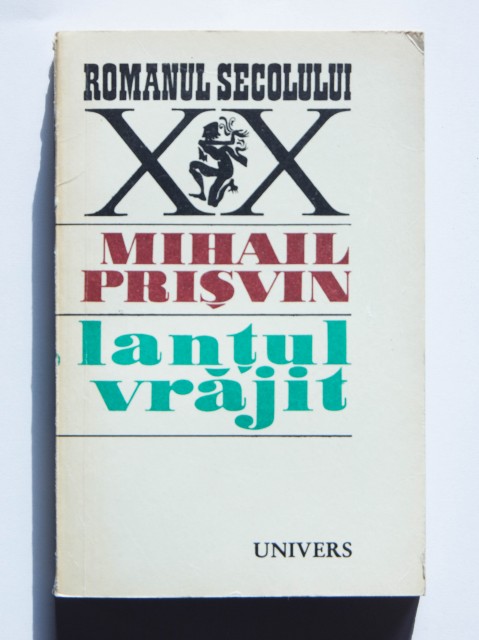 ROMANUL SECOLULUI
XX
MIHAIL
PRIȘVIN
lanțul
vrăjit
UNIVERS